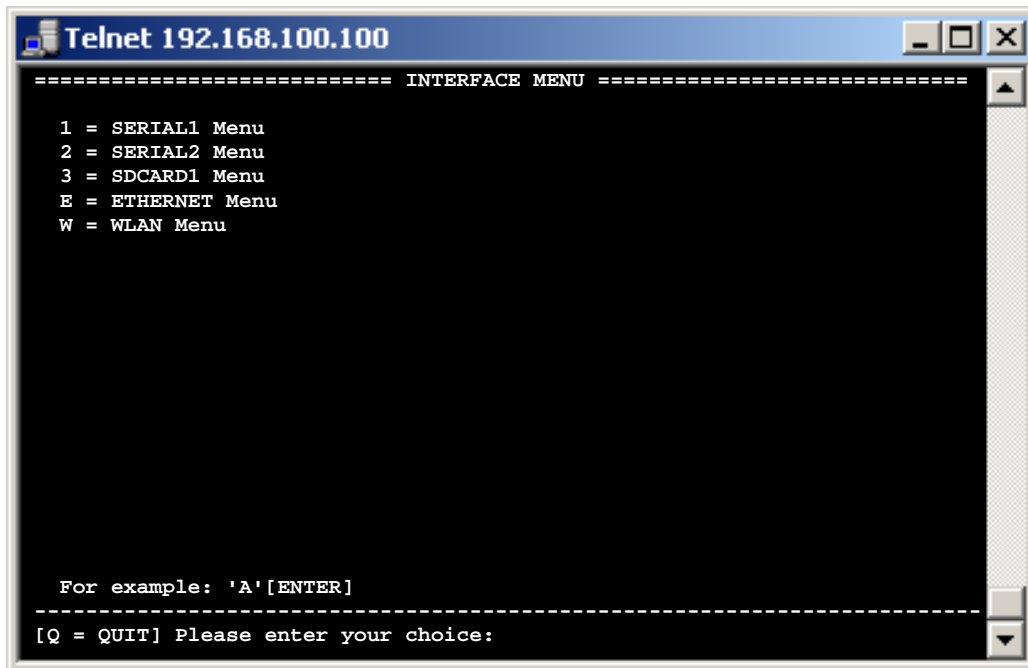 Telnet 192.168.100.100
============================ INTERFACE MENU =============================
1 = SERIAL1 Menu
2 = SERIAL2 Menu
3 = SDCARD1 Menu
E = ETHERNET Menu
W = WLAN Menu
For example: 'A'[ENTER]
--------------------------------------------------------------------------
[Q = QUIT] Please enter your choice: